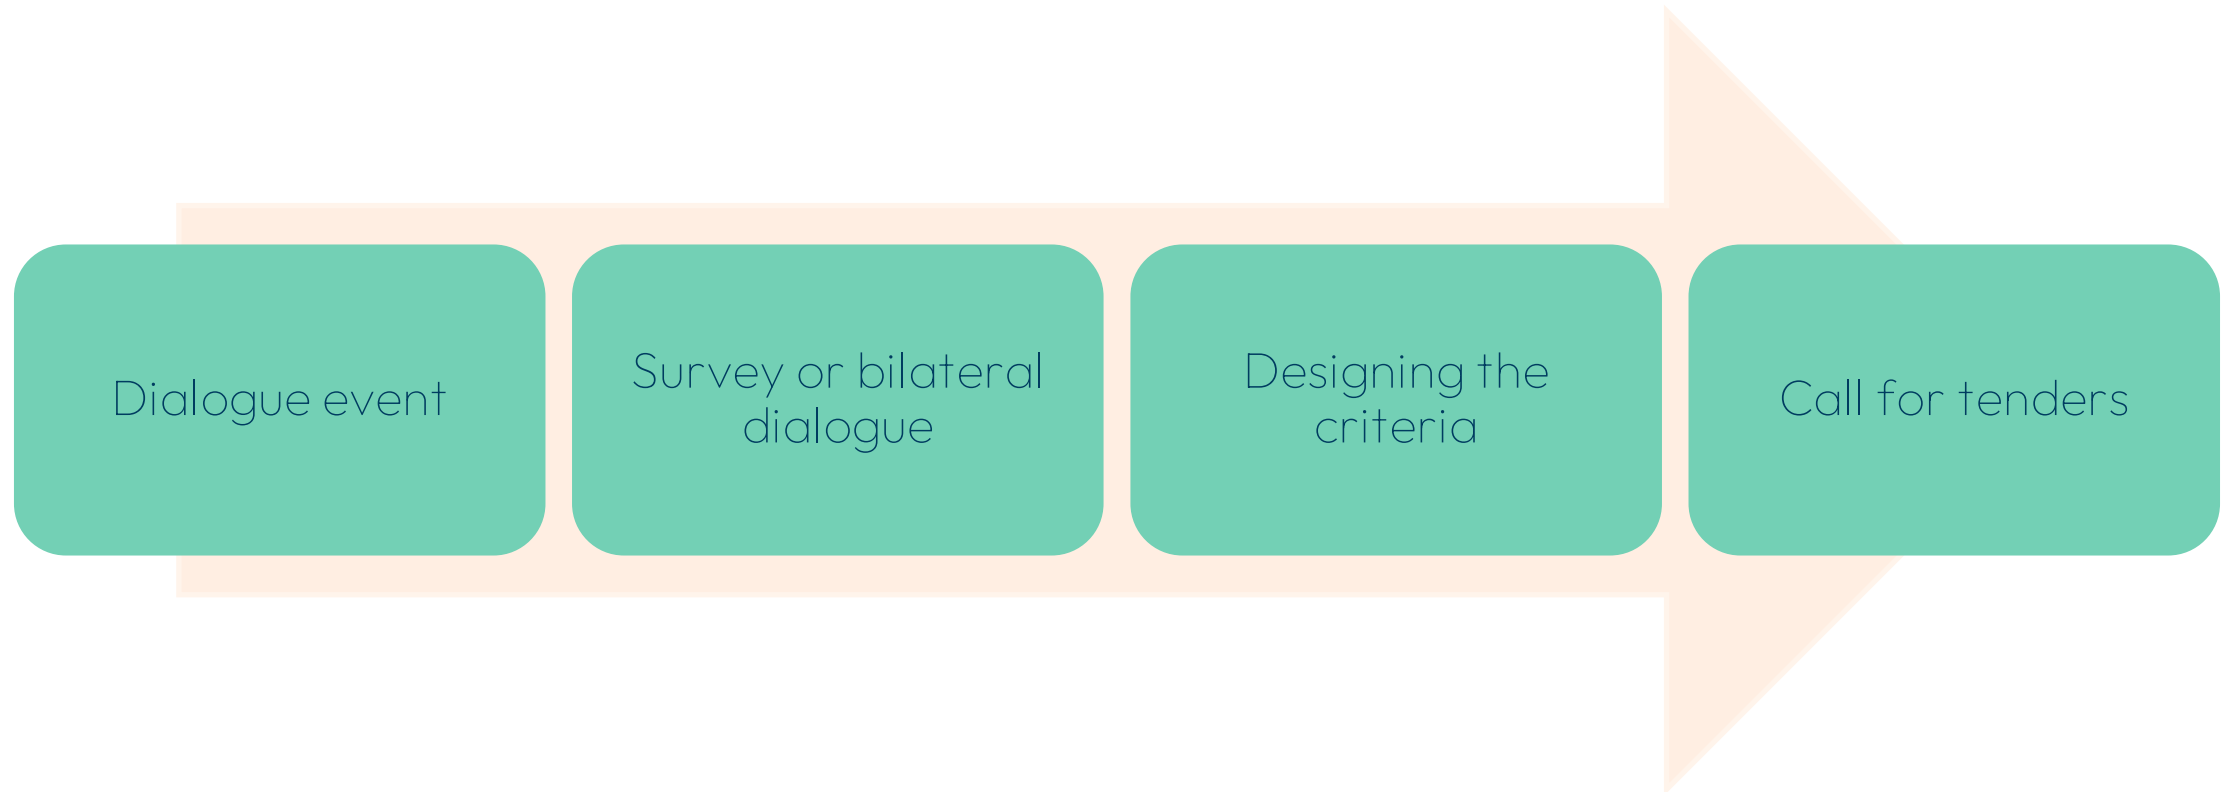 Dialogue event
Survey or bilateral
dialogue
Designing the
criteria
Call for tenders